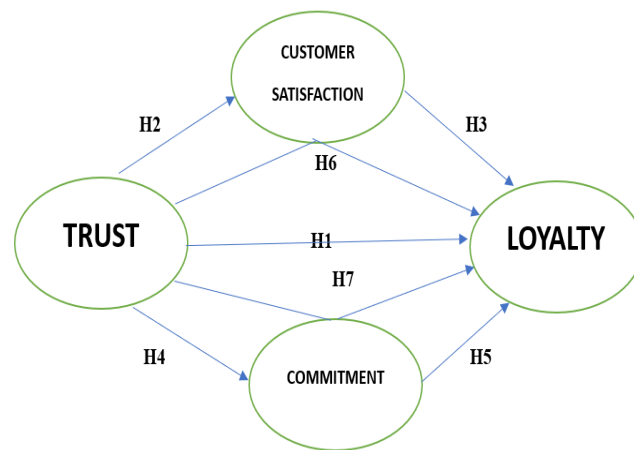 CUSTOMER
SATISFACTION
H2
H3
H6
TRUST
LOYALTY
H1
H7
H4
H5
COMMITMENT